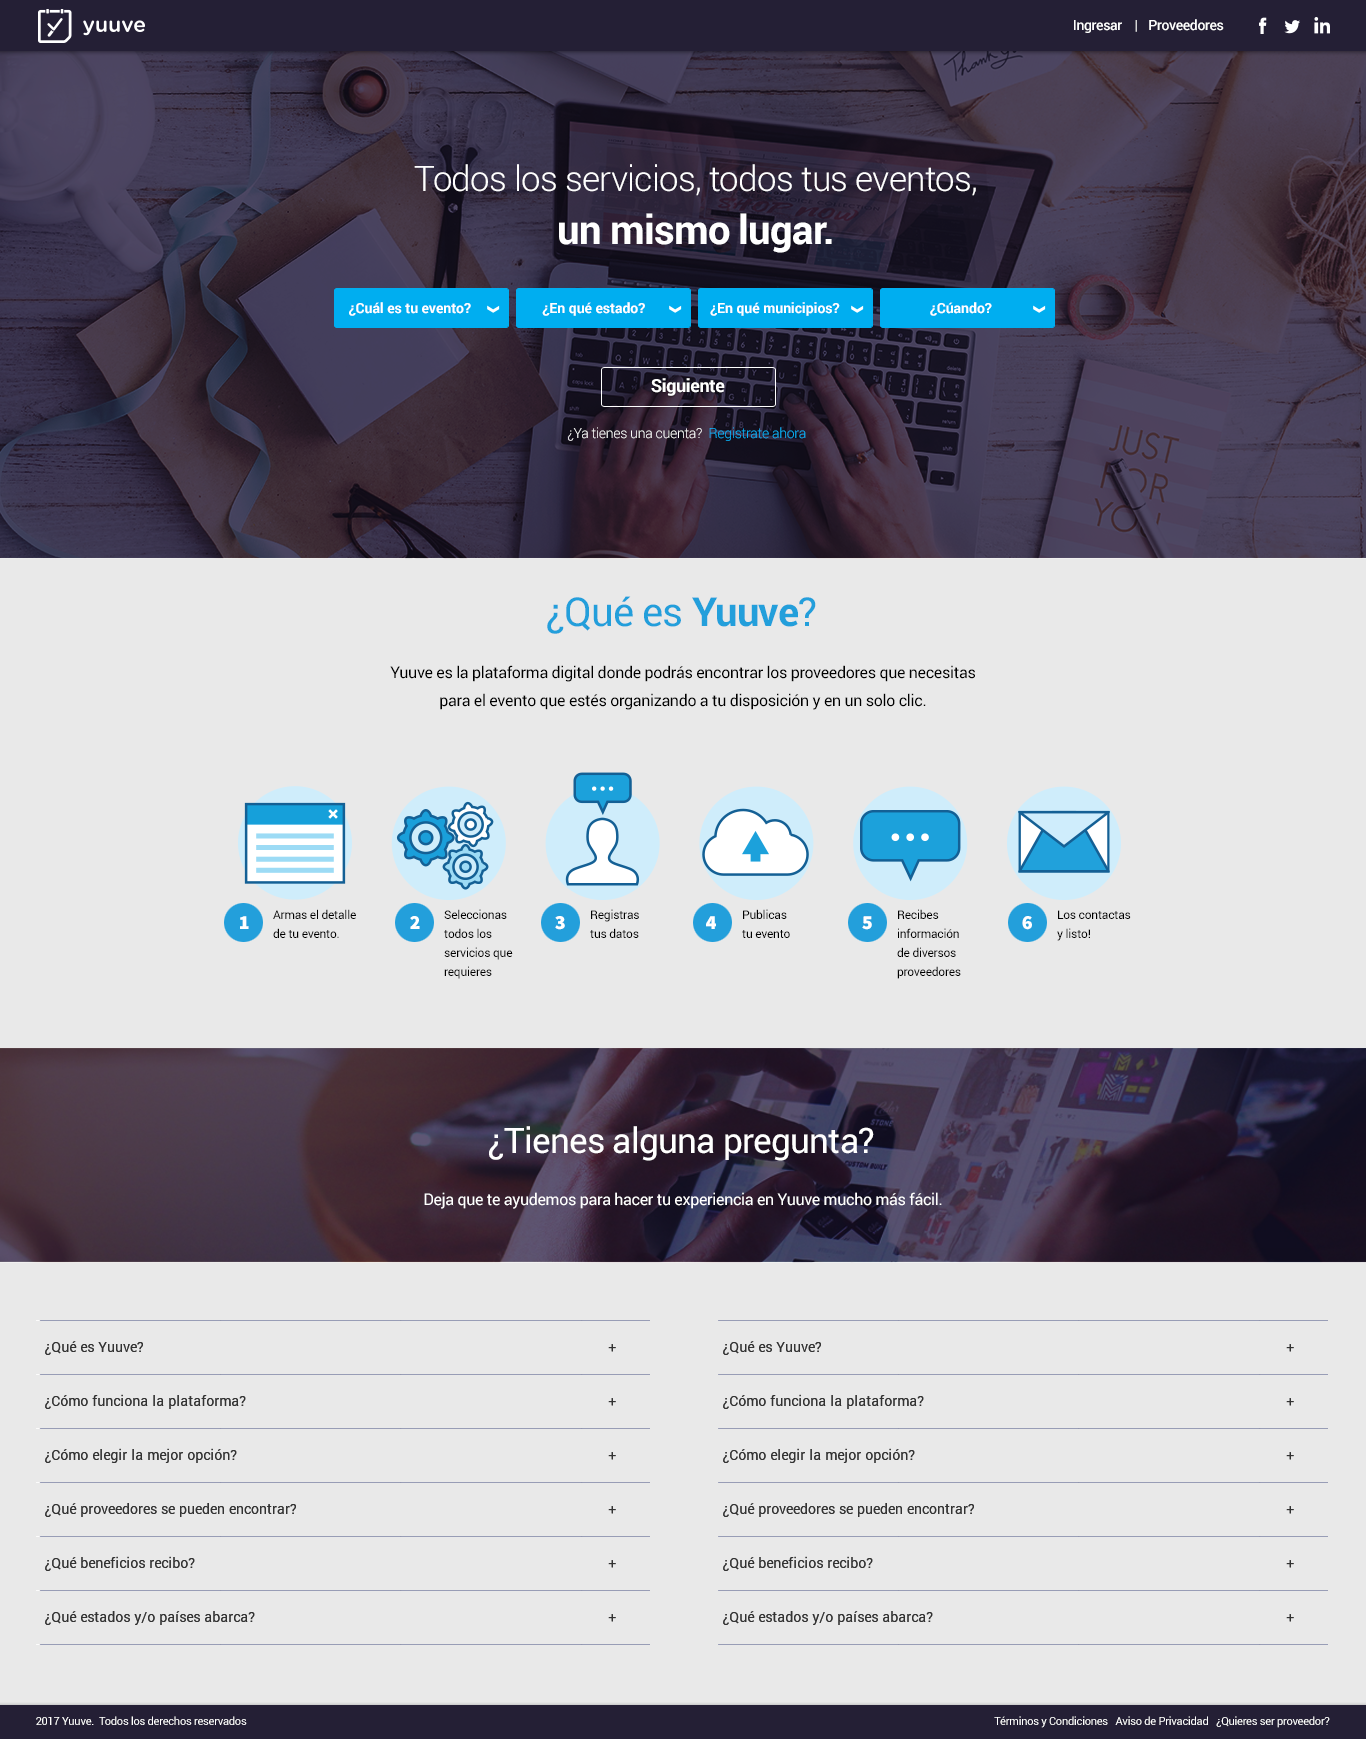 yuuve
Ingresar | Proveedores
Thank
Todos los servicios, todos tus eventos,
un mismo lugar.
¿Cuál es tu evento?
¿En qué estado?
¿En qué municipios?
¿Cúando?
Siguiente
¿Ya tienes una cuenta? Registrate ahora
JUST
FOR
YOU
¿Qué es Yuuve?
Yuuve es la plataforma digital donde podrás encontrar los proveedores que necesitas
para el evento que estés organizando a tu disposición y en un solo clic.
1
Armas el detalle
de tu evento.
2
Seleccionas
todos los
servicios que
requieres
3
Registras
tus datos
4
Publicas
tu evento
5
Recibes
información
de diversos
proveedores
6
Los contactas
y listo!
STONE
CUSTOM BUILT
¿Tienes alguna pregunta?
Deja que te ayudemos para hacer tu experiencia en Yuuve mucho más fácil.
¿Qué es Yuuve? +
¿Cómo funciona la plataforma? +
¿Cómo elegir la mejor opción? +
¿Qué proveedores se pueden encontrar? +
¿Qué beneficios recibo? +
¿Qué estados y/o países abarca? +
¿Qué es Yuuve? +
¿Cómo funciona la plataforma? +
¿Cómo elegir la mejor opción? +
¿Qué proveedores se pueden encontrar? +
¿Qué beneficios recibo? +
¿Qué estados y/o países abarca? +
2017 Yuuve. Todos los derechos reservados
Términos y Condiciones Aviso de Privacidad ¿Quieres ser proveedor?